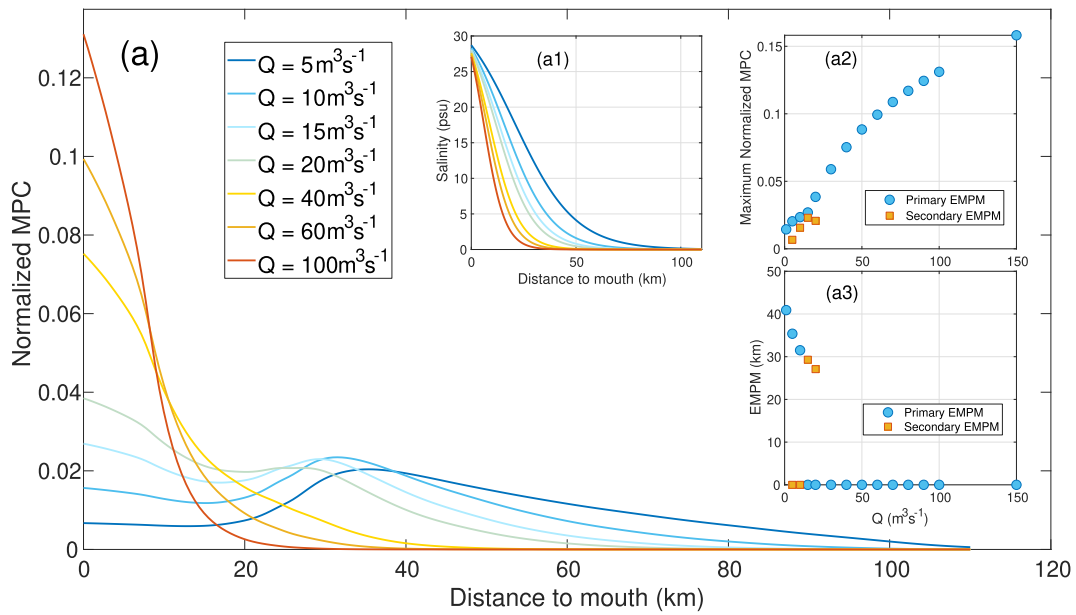 (a)
Q = 5m³s⁻¹
Q = 10m³s⁻¹
Q = 15m³s⁻¹
Q = 20m³s⁻¹
Q = 40m³s⁻¹
Q = 60m³s⁻¹
Q = 100m³s⁻¹
Normalized MPC
0.12
0.1
0.08
0.06
0.04
0.02
0
0 20 40 60 80 100 120
Distance to mouth (km)
(a1)
Salinity (psu)
30
25
20
15
10
5
0
0 50 100
Distance to mouth (km)
(a2)
Maximum Normalized MPC
0.15
0.1
0.05
0
0 50 100 150
Primary EMPM
Secondary EMPM
(a3)
EMPM (km)
50
40
30
20
10
0
0 50 100 150
Q (m³s⁻¹)
Primary EMPM
Secondary EMPM